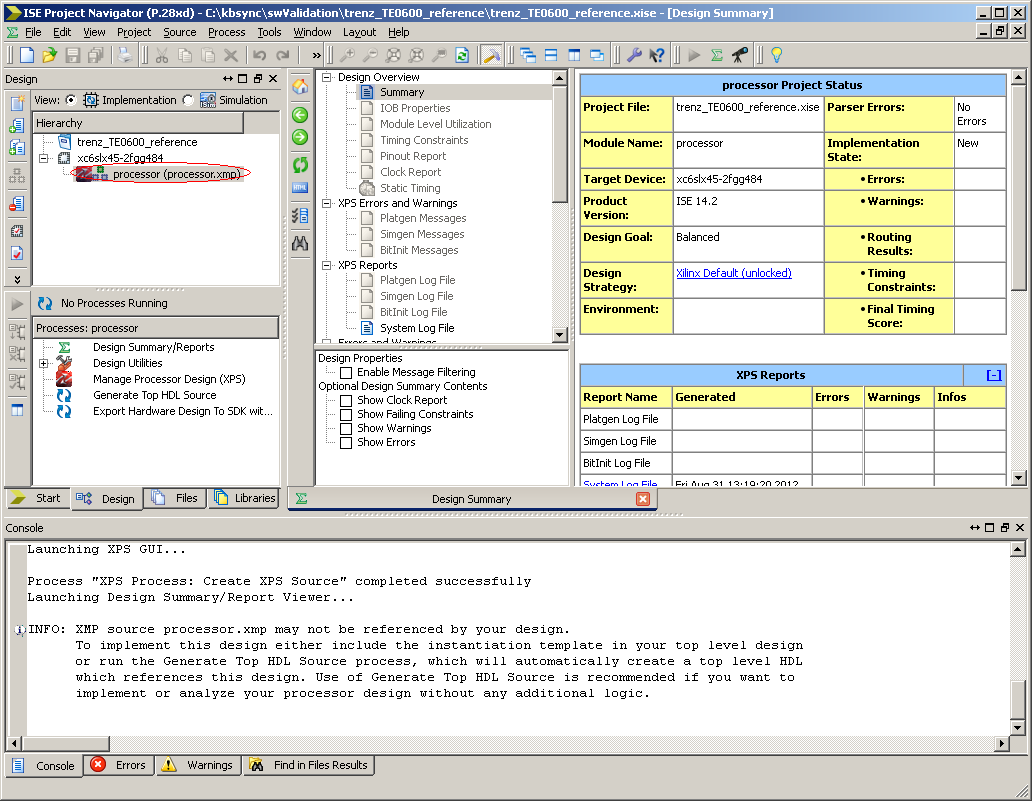 ISE Project Navigator (P.28xd) - C:\kbsync\swValidation\trenz_TE0600_reference\trenz_TE0600_reference.xise - [Design Summary]
File Edit View Project Source Process Tools Window Layout Help
Design
View: Implementation Simulation
Hierarchy
trenz_TE0600_reference
xc6slx45-2fgg484
processor (processor.xmp)
No Processes Running
Processes: processor
Design Summary/Reports
Design Utilities
Manage Processor Design (XPS)
Generate Top HDL Source
Export Hardware Design To SDK wit...
Start Design Files Libraries
Design Overview
Summary
IOB Properties
Module Level Utilization
Timing Constraints
Pinout Report
Clock Report
Static Timing
XPS Errors and Warnings
Platgen Messages
Simgen Messages
BitInit Messages
XPS Reports
Platgen Log File
Simgen Log File
BitInit Log File
System Log File
Errors and Warnings
Design Properties
Enable Message Filtering
Optional Design Summary Contents
Show Clock Report
Show Failing Constraints
Show Warnings
Show Errors
Design Summary
processor Project Status
Project File: trenz_TE0600_reference.xise Parser Errors: No
Errors
Module Name: processor Implementation New
State:
Target Device: xc6slx45-2fgg484 •Errors:
Product ISE 14.2 •Warnings:
Version:
Design Goal: Balanced •Routing
Results:
Design Xilinx Default (unlocked) •Timing
Strategy: Constraints:
Environment: •Final Timing
Score:
XPS Reports [-]
Report Name Generated Errors Warnings Infos
Platgen Log File
Simgen Log File
BitInit Log File
System Log File Fri Aug 31 13:19:20 2012
Console
Launching XPS GUI...
Process "XPS Process: Create XPS Source" completed successfully
Launching Design Summary/Report Viewer...
INFO: XMP source processor.xmp may not be referenced by your design.
To implement this design either include the instantiation template in your top level design
or run the Generate Top HDL Source process, which will automatically create a top level HDL
which references this design. Use of Generate Top HDL Source is recommended if you want to
implement or analyze your processor design without any additional logic.
Console Errors Warnings Find in Files Results